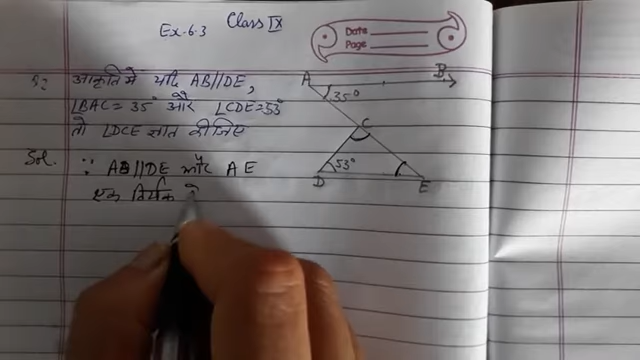 Ex-6.3 Class IX
Date
Page
Q2 आकृति में यदि AB//DE,
∠BAC = 35° और ∠CDE = 53°
तो ∠DCE ज्ञात कीजिए
Sol. ∵ AB//DE और AE
एक तिर्यक
A B
35°
C
53°
D E